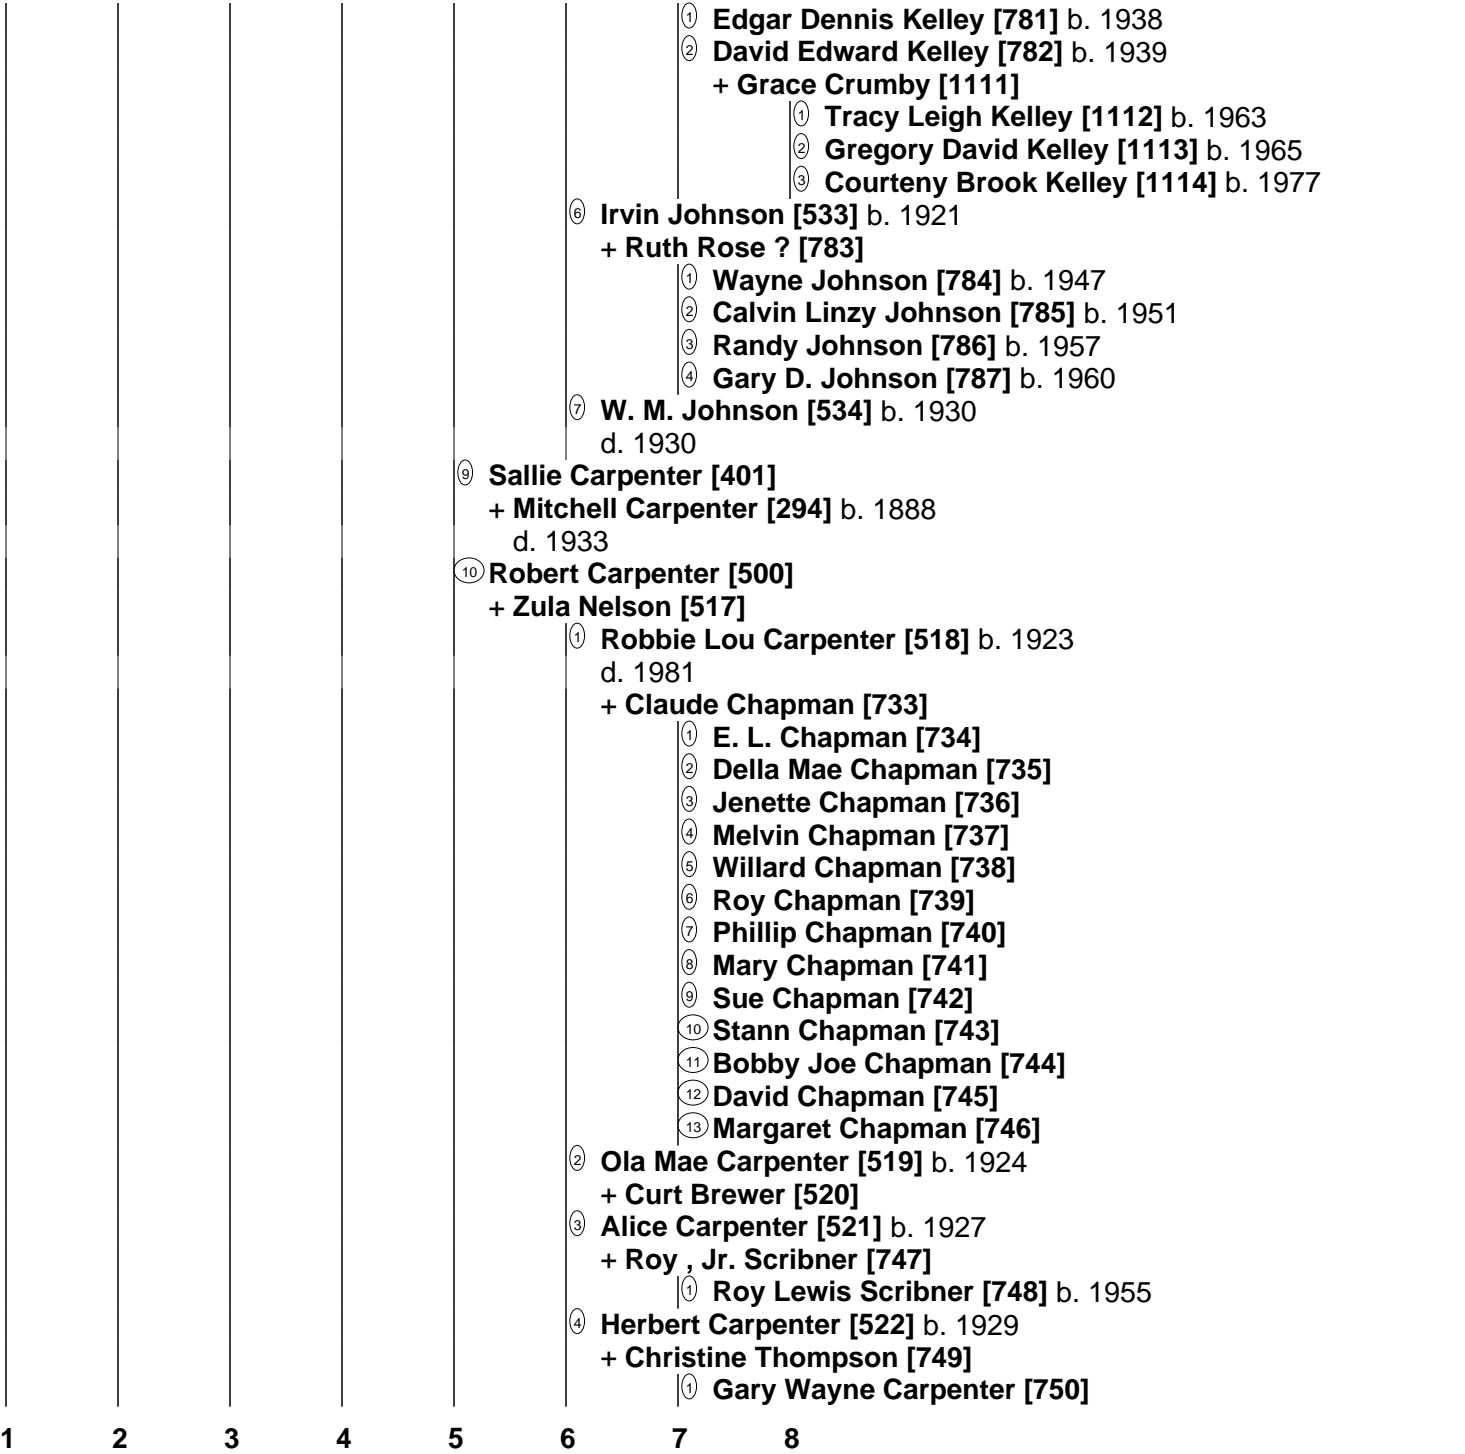 1 Edgar Dennis Kelley [781] b. 1938
2 David Edward Kelley [782] b. 1939
+ Grace Crumby [1111]
1 Tracy Leigh Kelley [1112] b. 1963
2 Gregory David Kelley [1113] b. 1965
3 Courteny Brook Kelley [1114] b. 1977
6 Irvin Johnson [533] b. 1921
+ Ruth Rose ? [783]
1 Wayne Johnson [784] b. 1947
2 Calvin Linzy Johnson [785] b. 1951
3 Randy Johnson [786] b. 1957
4 Gary D. Johnson [787] b. 1960
7 W. M. Johnson [534] b. 1930
d. 1930
9 Sallie Carpenter [401]
+ Mitchell Carpenter [294] b. 1888
d. 1933
10 Robert Carpenter [500]
+ Zula Nelson [517]
1 Robbie Lou Carpenter [518] b. 1923
d. 1981
+ Claude Chapman [733]
1 E. L. Chapman [734]
2 Della Mae Chapman [735]
3 Jenette Chapman [736]
4 Melvin Chapman [737]
5 Willard Chapman [738]
6 Roy Chapman [739]
7 Phillip Chapman [740]
8 Mary Chapman [741]
9 Sue Chapman [742]
10 Stann Chapman [743]
11 Bobby Joe Chapman [744]
12 David Chapman [745]
13 Margaret Chapman [746]
2 Ola Mae Carpenter [519] b. 1924
+ Curt Brewer [520]
3 Alice Carpenter [521] b. 1927
+ Roy , Jr. Scribner [747]
1 Roy Lewis Scribner [748] b. 1955
4 Herbert Carpenter [522] b. 1929
+ Christine Thompson [749]
1 Gary Wayne Carpenter [750]
1 2 3 4 5 6 7 8